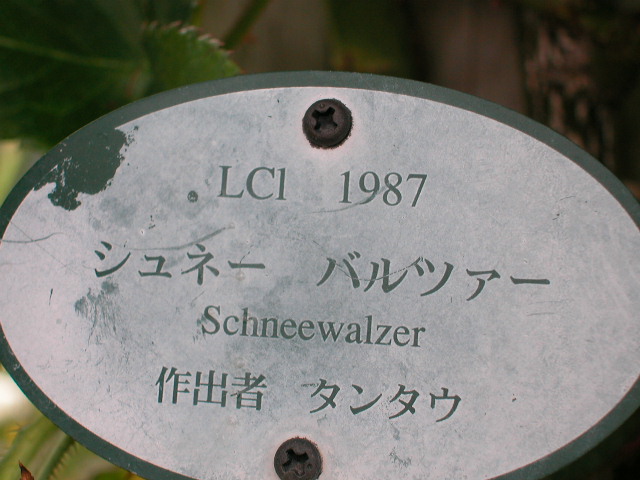 LCl 1987
シュネー バルツァー
Schneewalzer
作出者 タンタウ